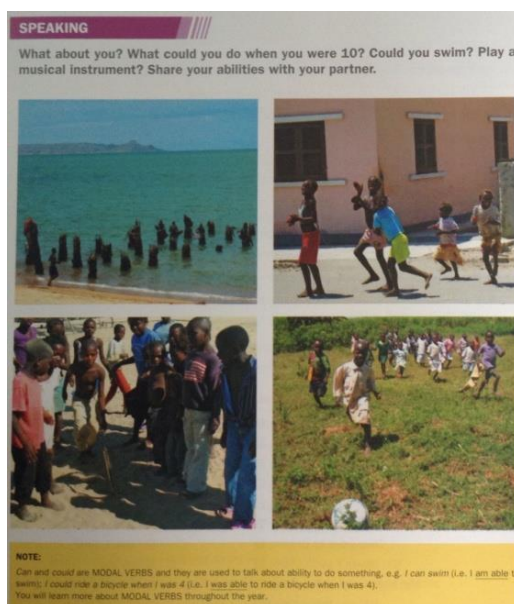 SPEAKING
What about you? What could you do when you were 10? Could you swim? Play a
musical instrument? Share your abilities with your partner.
NOTE:
Can and could are MODAL VERBS and they are used to talk about ability to do something, e.g. I can swim (i.e. I am able t
swim); I could ride a bicycle when I was 4 (i.e. I was able to ride a bicycle when I was 4).
You will learn more about MODAL VERBS throughout the year.